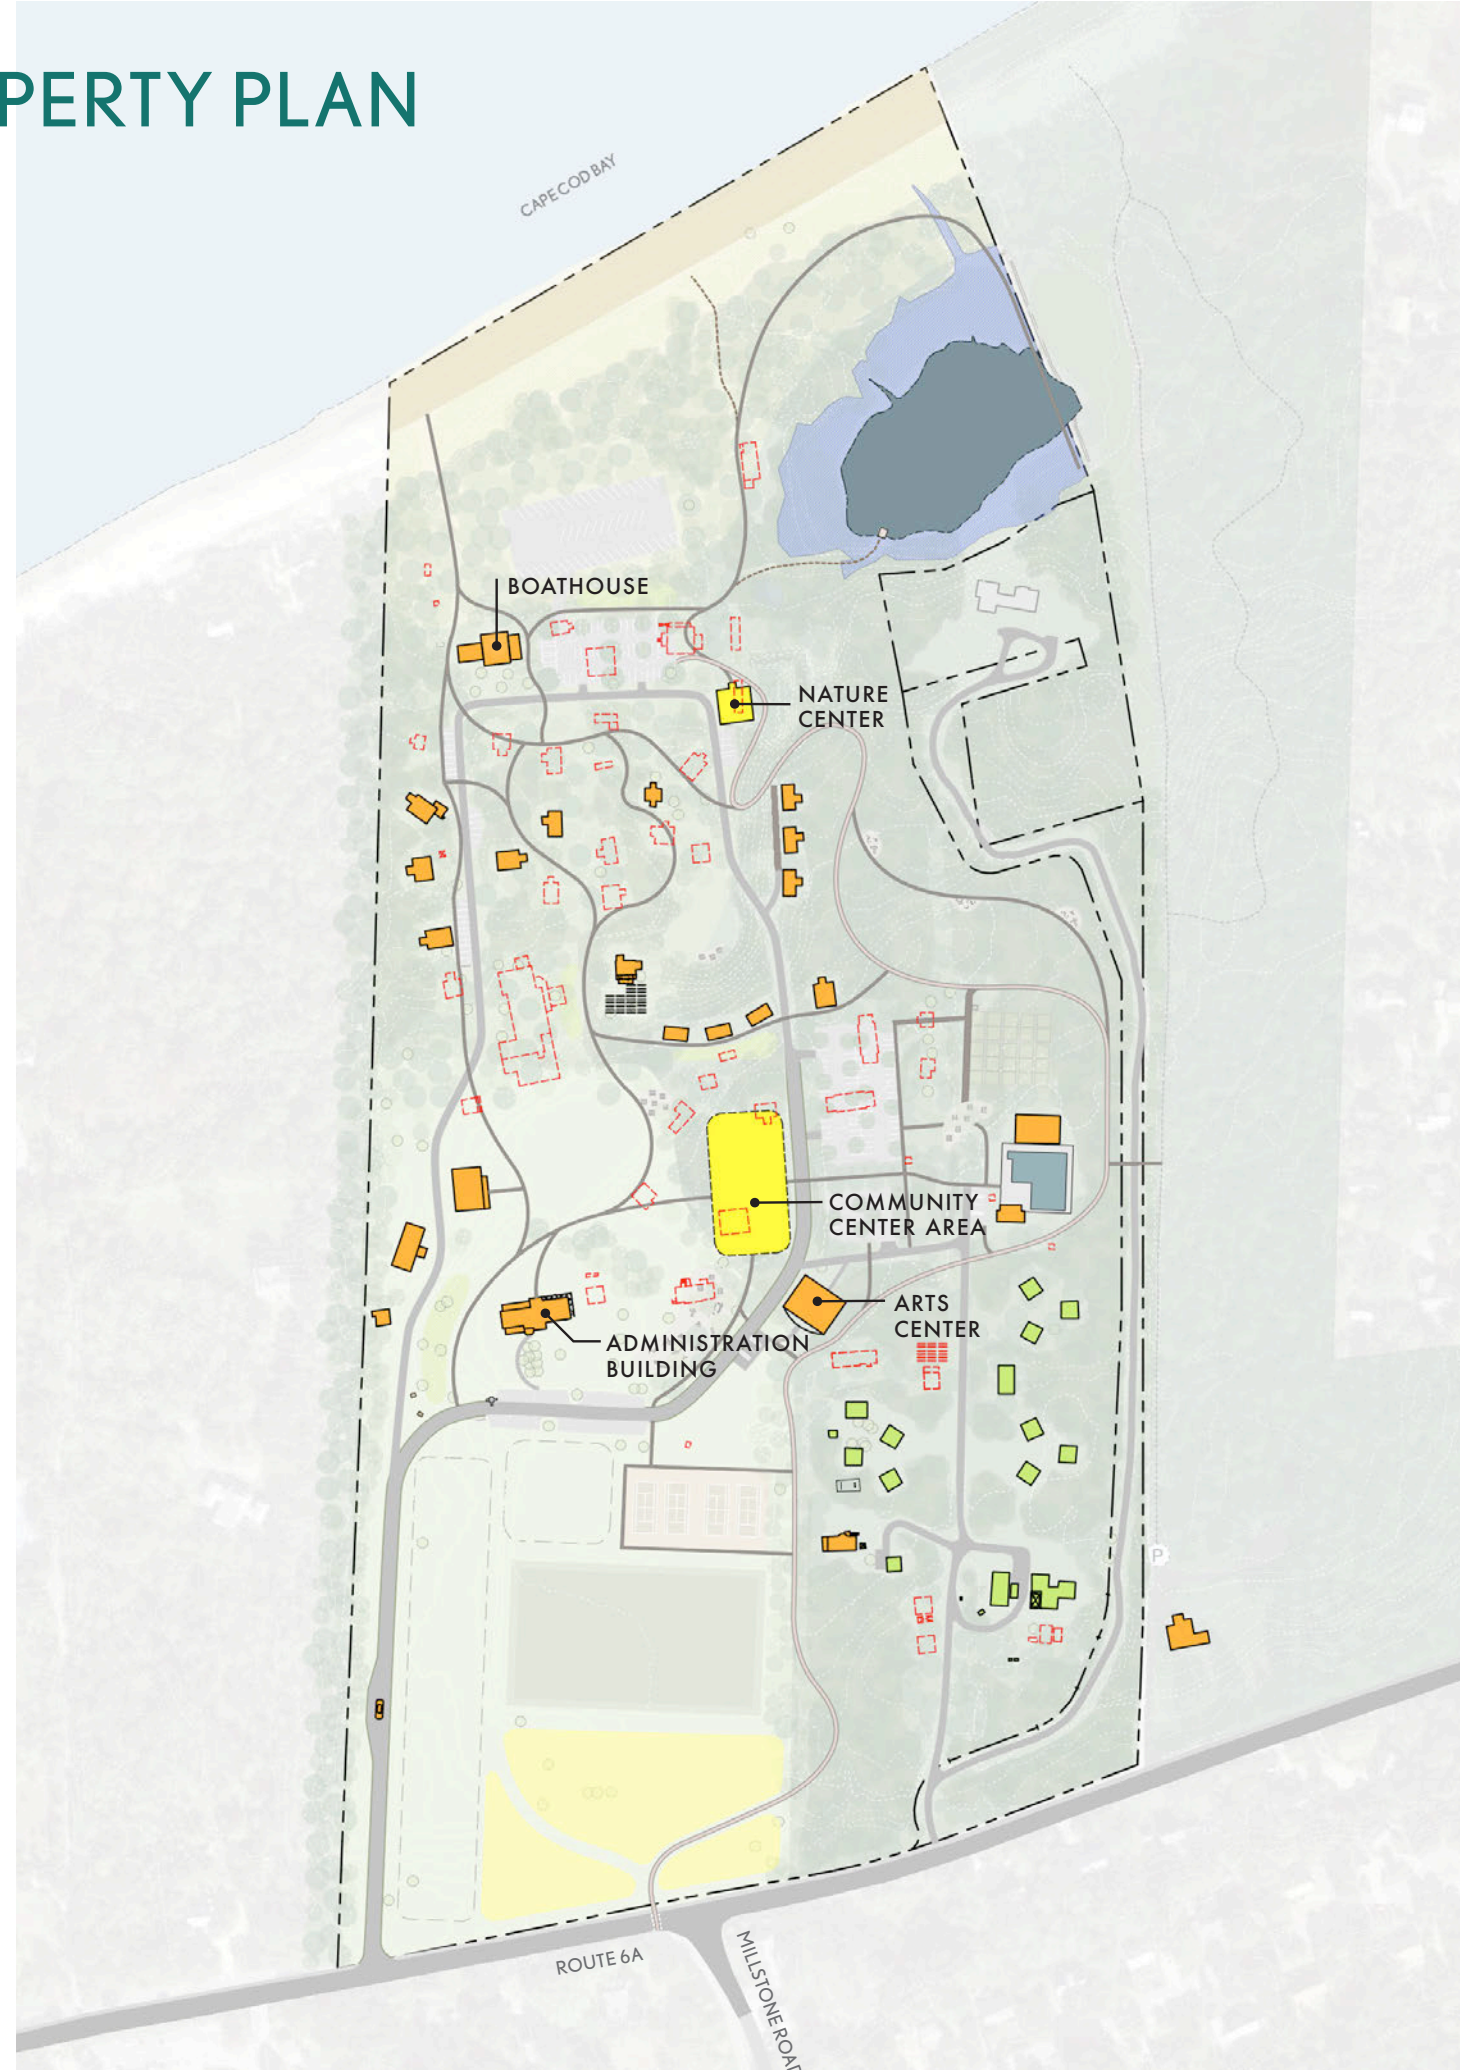 PERTY PLAN
CAPE COD BAY
BOATHOUSE
NATURE
CENTER
COMMUNITY
CENTER AREA
ARTS
CENTER
ADMINISTRATION
BUILDING
P
ROUTE 6A
MILLSTONE ROAD